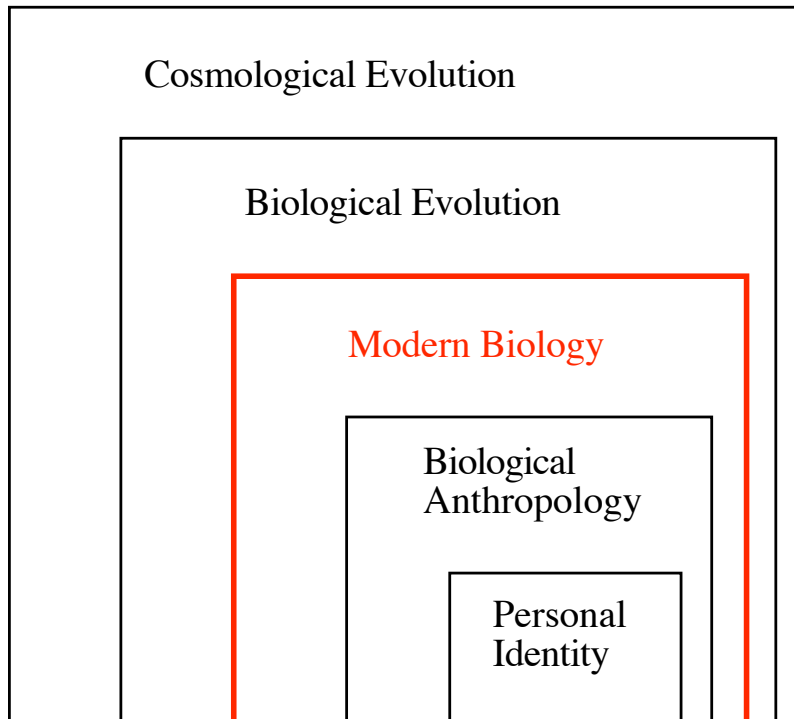 Cosmological Evolution
Biological Evolution
Modern Biology
Biological
Anthropology
Personal
Identity